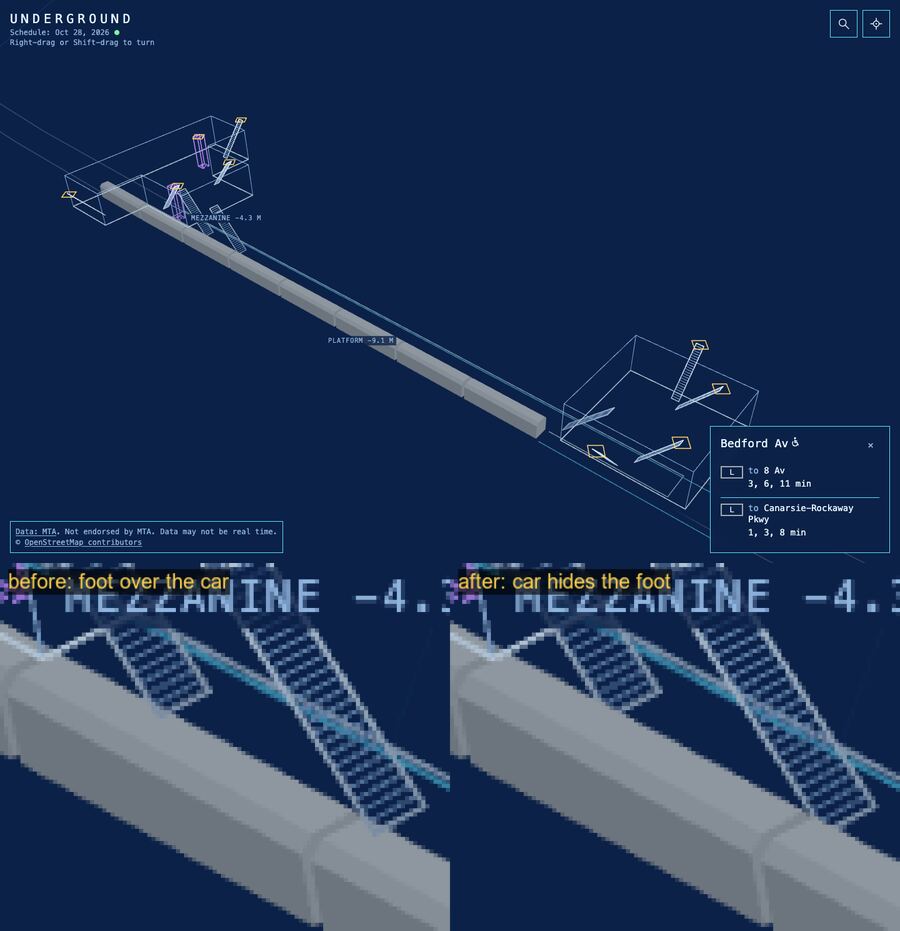 UNDERGROUND
Schedule: Oct 28, 2026
Right-drag or Shift-drag to turn
MEZZANINE −4.3 M
PLATFORM −9.1 M
Bedford Av
×
L to 8 Av
3, 6, 11 min
L to Canarsie-Rockaway
Pkwy
1, 3, 8 min
Data: MTA. Not endorsed by MTA. Data may not be real time.
© OpenStreetMap contributors
before: foot over the car
MEZZANINE −4.3
after: car hides the foot
MEZZANINE −4.3